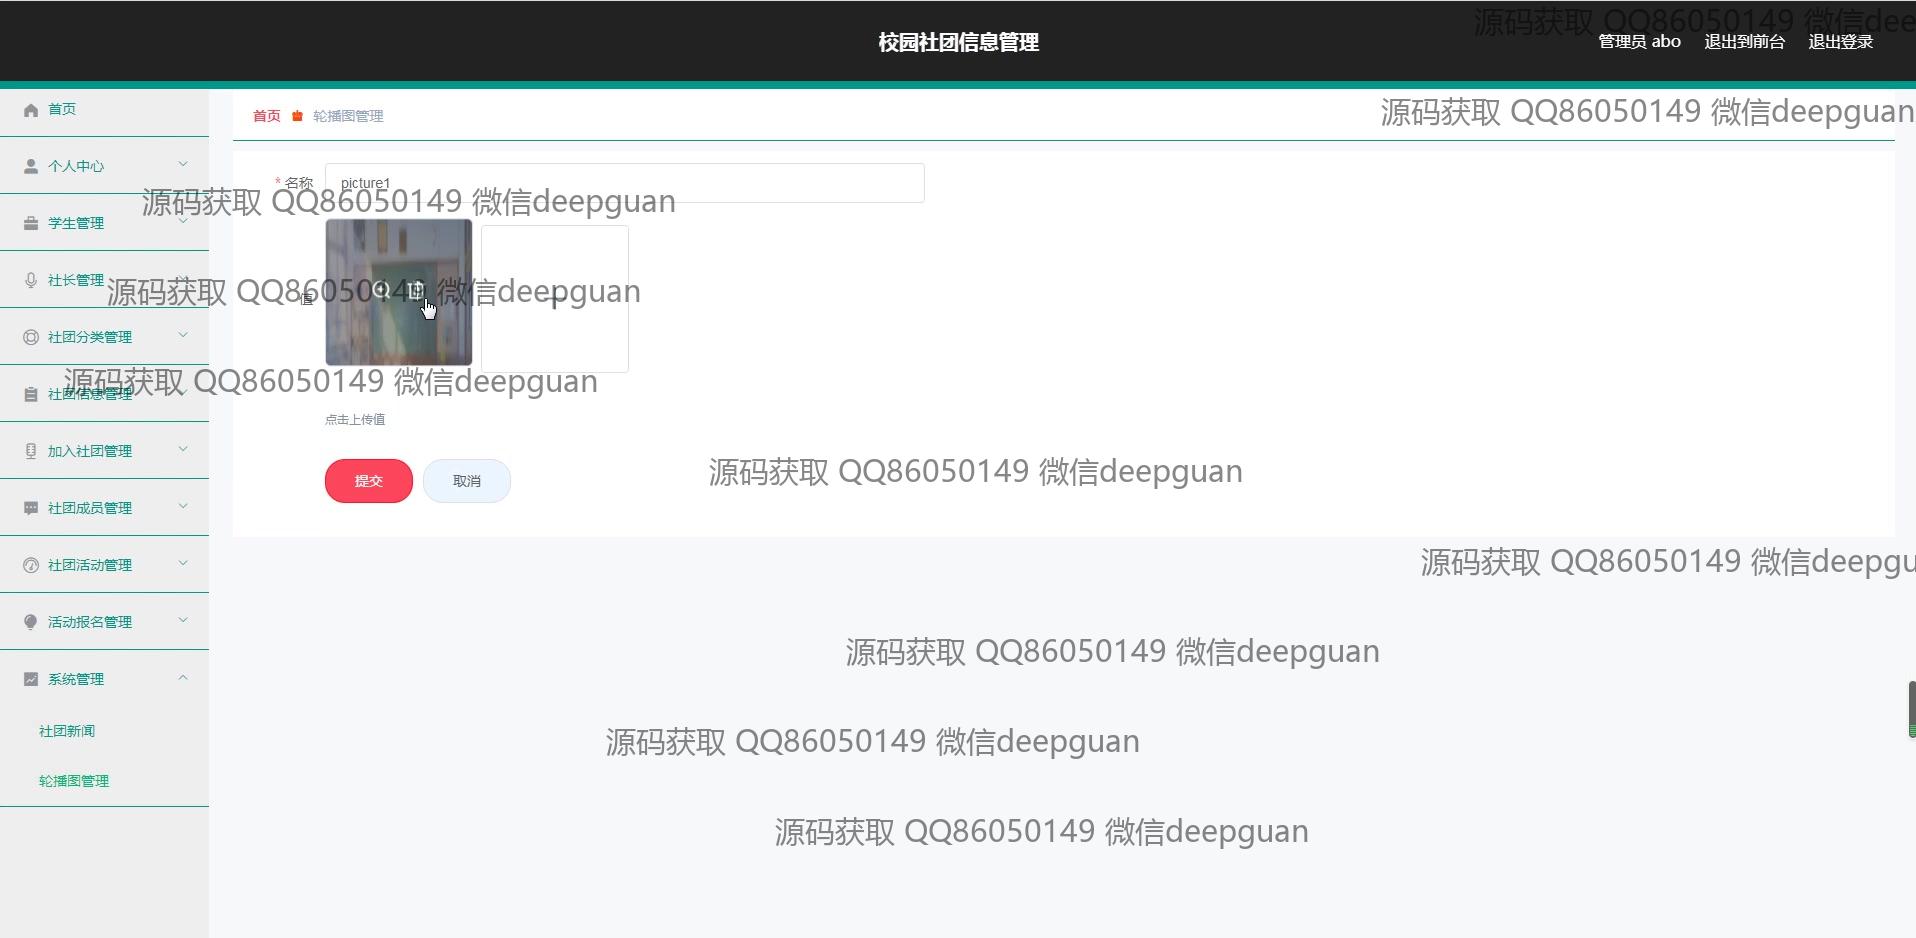 校园社团信息管理
源码获取 QQ86050149 微信dee
管理员 abo 退出到前台 退出登录
首页
首页 轮播图管理
源码获取 QQ86050149 微信deepguan
个人中心
* 名称 picture1
源码获取 QQ86050149 微信deepguan
学生管理
社长管理
源码获取 QQ86050149 微信deepguan
值
社团分类管理
源码获取 QQ86050149 微信deepguan
社团信息管理
点击上传值
加入社团管理
源码获取 QQ86050149 微信deepguan
提交 取消
社团成员管理
社团活动管理
源码获取 QQ86050149 微信deepgu
活动报名管理
源码获取 QQ86050149 微信deepguan
系统管理
社团新闻
源码获取 QQ86050149 微信deepguan
轮播图管理
源码获取 QQ86050149 微信deepguan